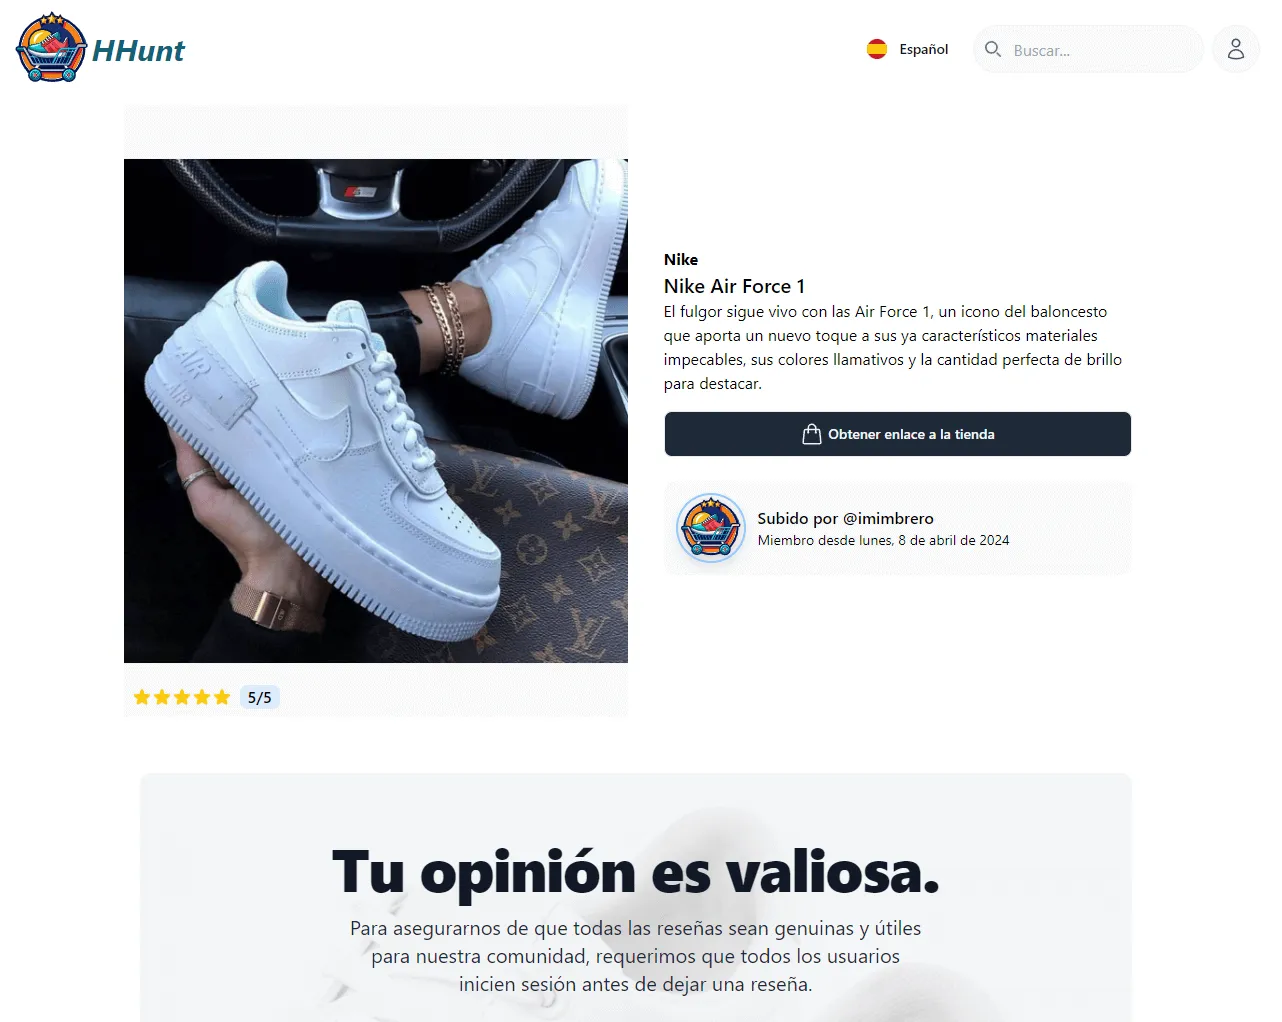 HHunt
Español
Buscar...
AIR
AIR
Nike
Nike Air Force 1
El fulgor sigue vivo con las Air Force 1, un icono del baloncesto
que aporta un nuevo toque a sus ya característicos materiales
impecables, sus colores llamativos y la cantidad perfecta de brillo
para destacar.
Obtener enlace a la tienda
Subido por @imimbrero
Miembro desde lunes, 8 de abril de 2024
5/5
Tu opinión es valiosa.
Para asegurarnos de que todas las reseñas sean genuinas y útiles
para nuestra comunidad, requerimos que todos los usuarios
inicien sesión antes de dejar una reseña.